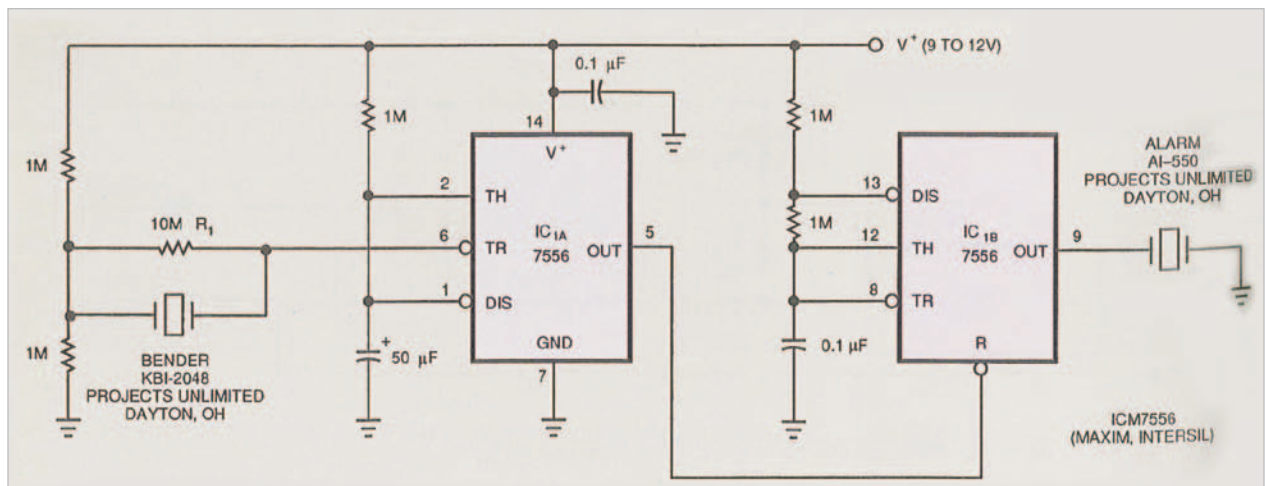 V+ (9 TO 12V)
0.1 µF
1M
14
V+
1M
1M
2
TH
13
DIS
ALARM
AI–550
PROJECTS UNLIMITED
DAYTON, OH
10M R1
6
TR
IC1A
7556
OUT
5
1M
12
TH
IC1B
7556
OUT
9
1
DIS
8
TR
1M
BENDER
KBI-2048
PROJECTS UNLIMITED
DAYTON, OH
+
50 µF
GND
7
0.1 µF
R
ICM7556
(MAXIM, INTERSIL)